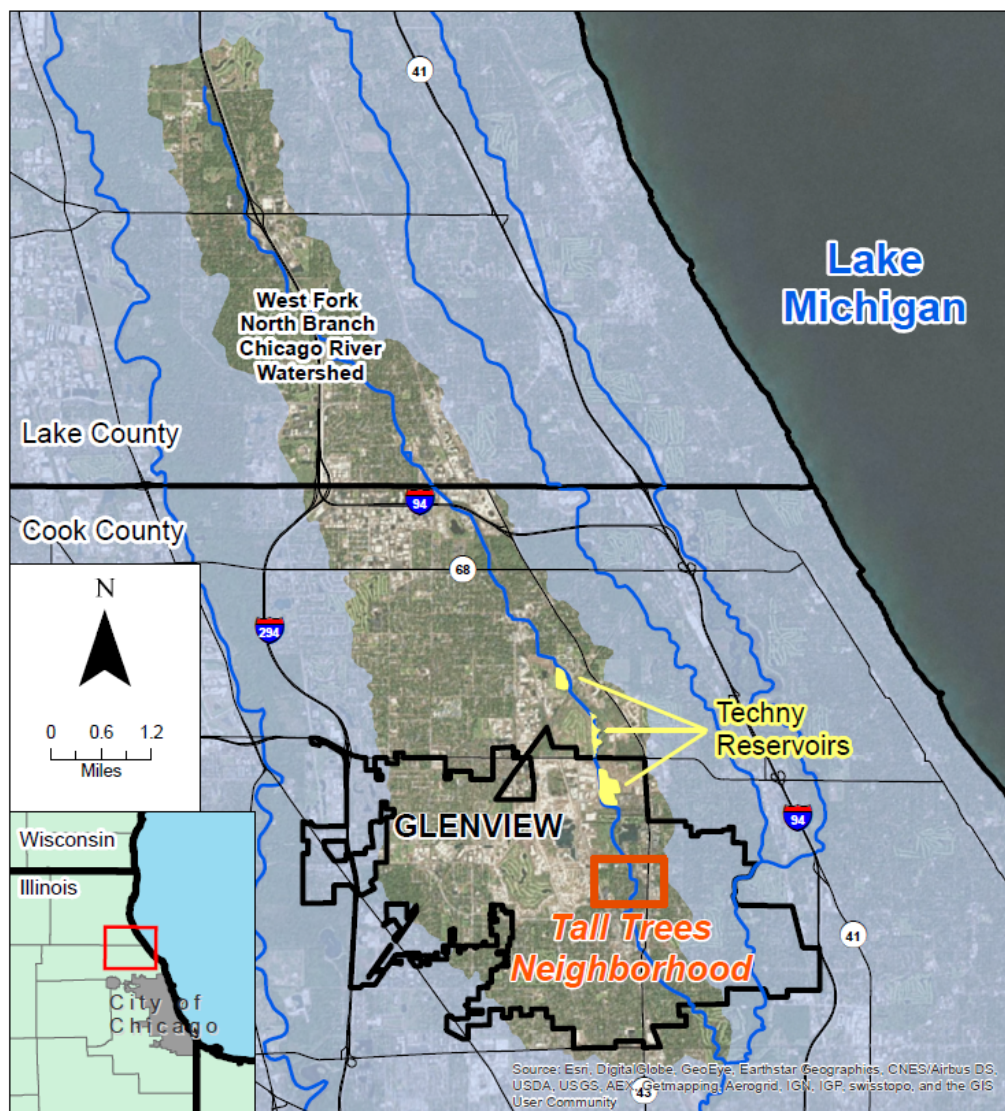 41
Lake
Michigan
West Fork
North Branch
Chicago River
Watershed
Lake County
94
Cook County
68
294
N
0 0.6 1.2
Miles
Techny
Reservoirs
GLENVIEW
94
Wisconsin
Illinois
Tall Trees
Neighborhood
41
City of
Chicago
Source: Esri, DigitalGlobe, GeoEye, Earthstar Geographics, CNES/Airbus DS,
USDA, USGS, AEX, Getmapping, Aerogrid, IGN, IGP, swisstopo, and the GIS
User Community
43